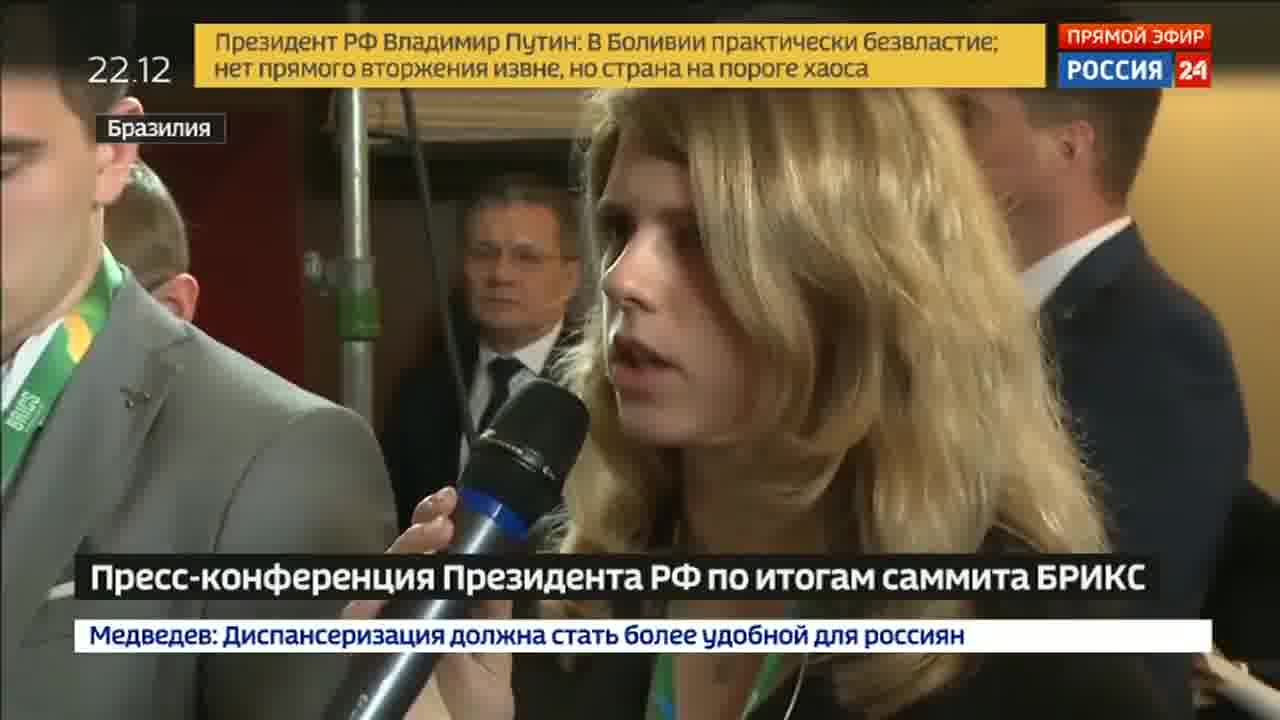 22.12
Президент РФ Владимир Путин: В Боливии практически безвластие;
нет прямого вторжения извне, но страна на пороге хаоса
ПРЯМОЙ ЭФИР
РОССИЯ 24
Бразилия
BRICS
Пресс-конференция Президента РФ по итогам саммита БРИКС
Медведев: Диспансеризация должна стать более удобной для россиян